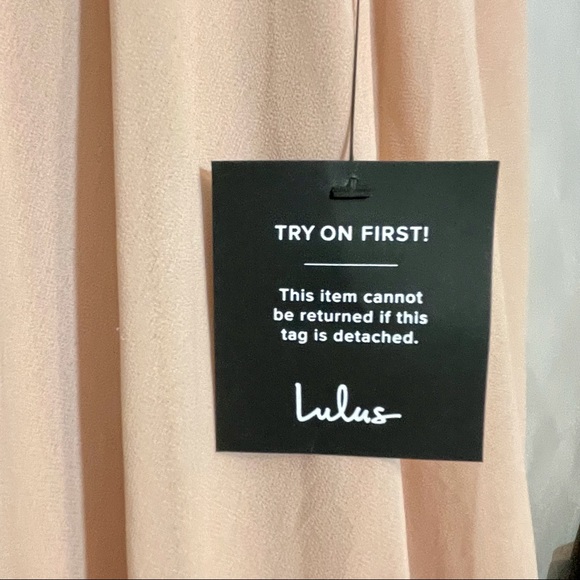 TRY ON FIRST!
This item cannot
be returned if this
tag is detached.
Lulus